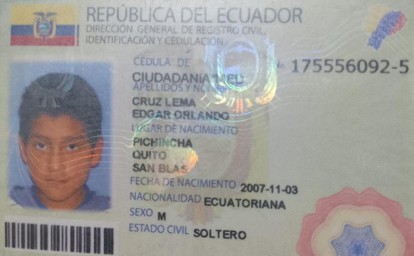 REPÚBLICA DEL ECUADOR
DIRECCIÓN GENERAL DE REGISTRO CIVIL,
IDENTIFICACIÓN Y CEDULACIÓN
CÉDULA DE
175556092-5
CIUDADANÍA
APELLIDOS Y
CRUZ LEMA
EDGAR ORLANDO
LUGAR DE NACIMIENTO
PICHINCHA
QUITO
SAN BLAS
FECHA DE NACIMIENTO 2007-11-03
NACIONALIDAD ECUATORIANA
SEXO M
ESTADO CIVIL SOLTERO